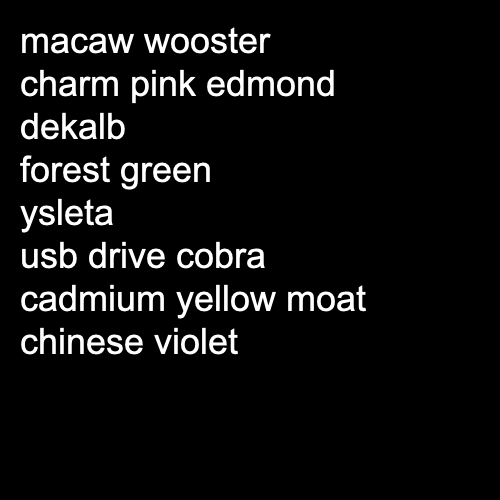 macaw wooster
charm pink edmond
dekalb
forest green
ysleta
usb drive cobra
cadmium yellow moat
chinese violet